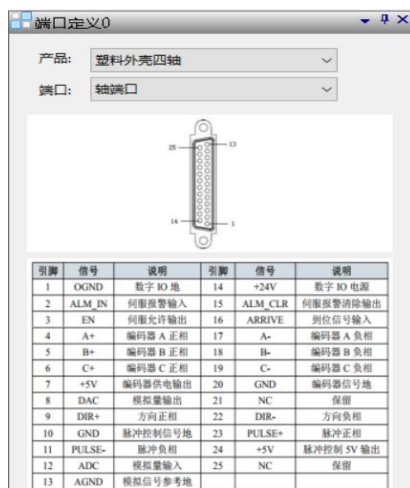 端口定义0
产品: 塑料外壳四轴
端口: 轴端口
25 13
14 1
引脚 信号 说明 引脚 信号 说明
1 OGND 数字 IO 地 14 +24V 数字 IO 电源
2 ALM_IN 伺服报警输入 15 ALM_CLR 伺服报警清除输出
3 EN 伺服允许输出 16 ARRIVE 到位信号输入
4 A+ 编码器 A 正相 17 A- 编码器 A 负相
5 B+ 编码器 B 正相 18 B- 编码器 B 负相
6 C+ 编码器 C 正相 19 C- 编码器 C 负相
7 +5V 编码器供电输出 20 GND 编码器信号地
8 DAC 模拟量输出 21 NC 保留
9 DIR+ 方向正相 22 DIR- 方向负相
10 GND 脉冲控制信号地 23 PULSE+ 脉冲正相
11 PULSE- 脉冲负相 24 +5V 脉冲控制 5V 输出
12 ADC 模拟量输入 25 NC 保留
13 AGND 模拟信号参考地